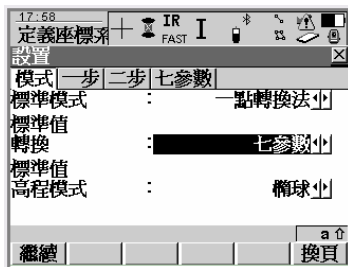 17:58
定義座標系
IR
FAST
I
設置
模式 一步 二步 七參數
標準模式 : 一點轉換法
標準值
轉換 : 七參數
標準值
高程模式 : 橢球
a
繼續 換頁